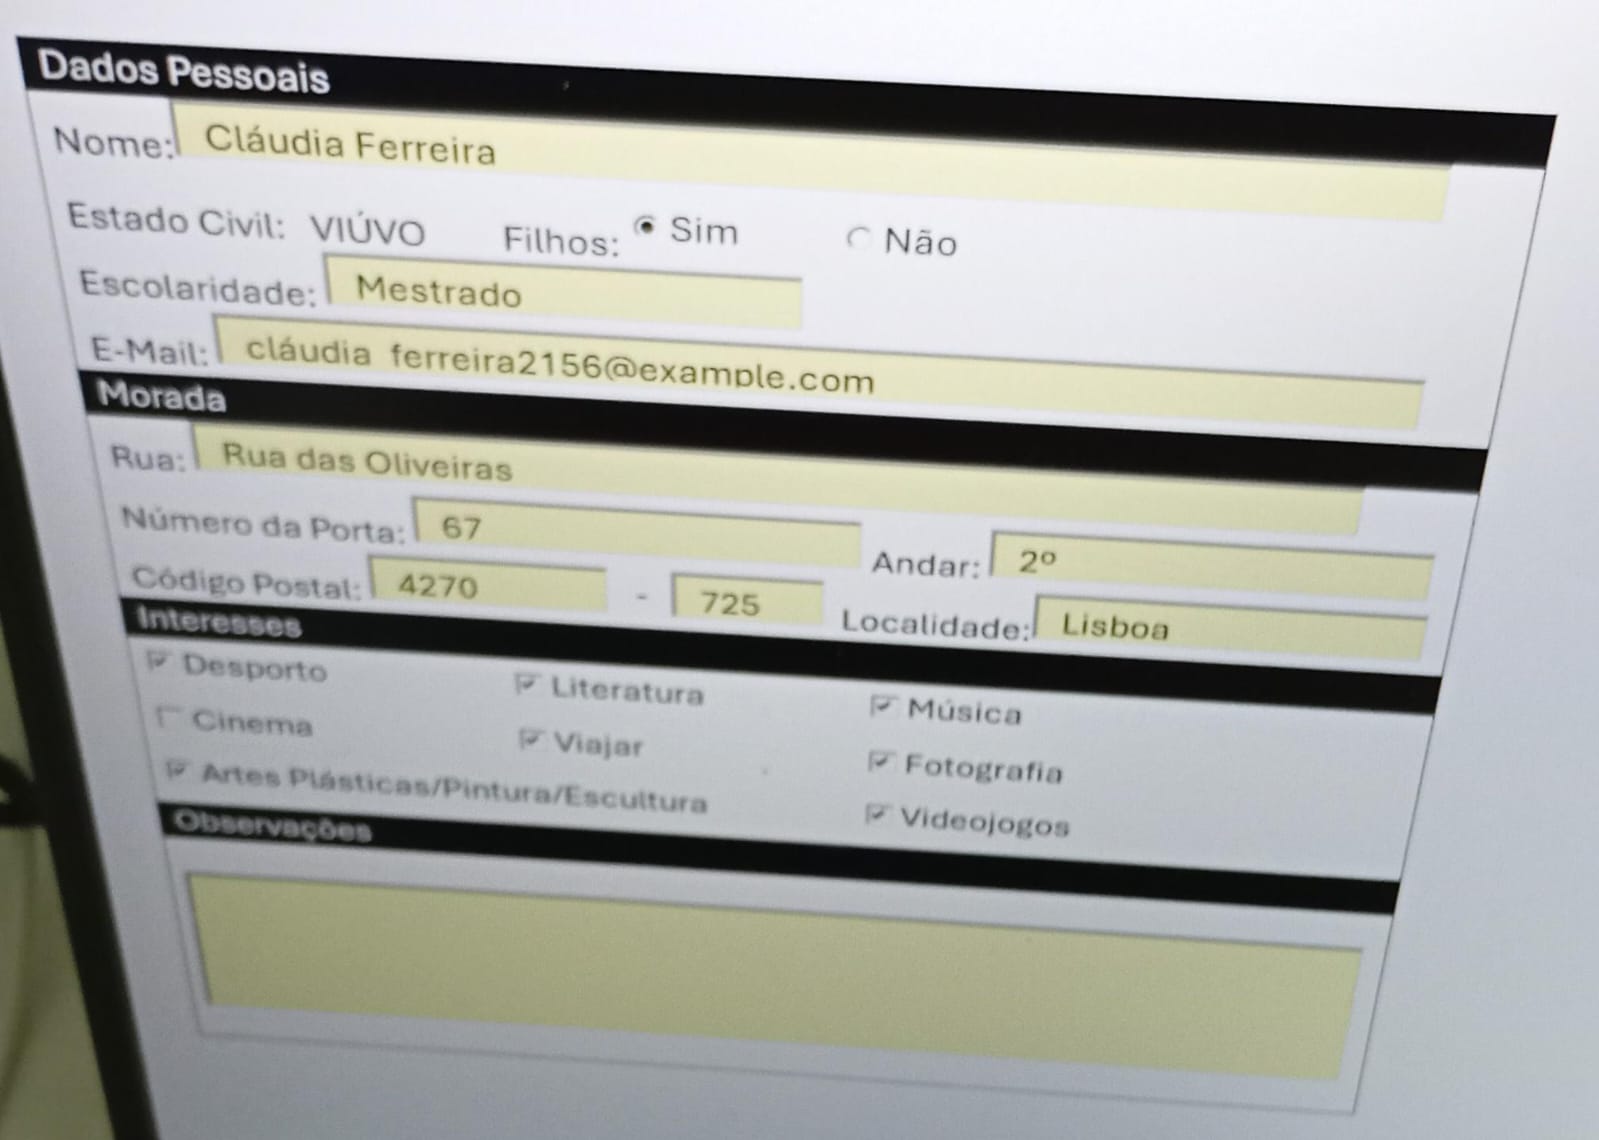 Dados Pessoais
Nome: Cláudia Ferreira
Estado Civil: VIÚVO Filhos: Sim Não
Escolaridade: Mestrado
E-Mail: cláudia ferreira2156@example.com
Morada
Rua: Rua das Oliveiras
Número da Porta: 67 Andar: 2º
Código Postal: 4270 - 725 Localidade: Lisboa
Interesses
Desporto Literatura Música
Cinema Viajar Fotografia
Artes Plásticas/Pintura/Escultura Videojogos
Observações